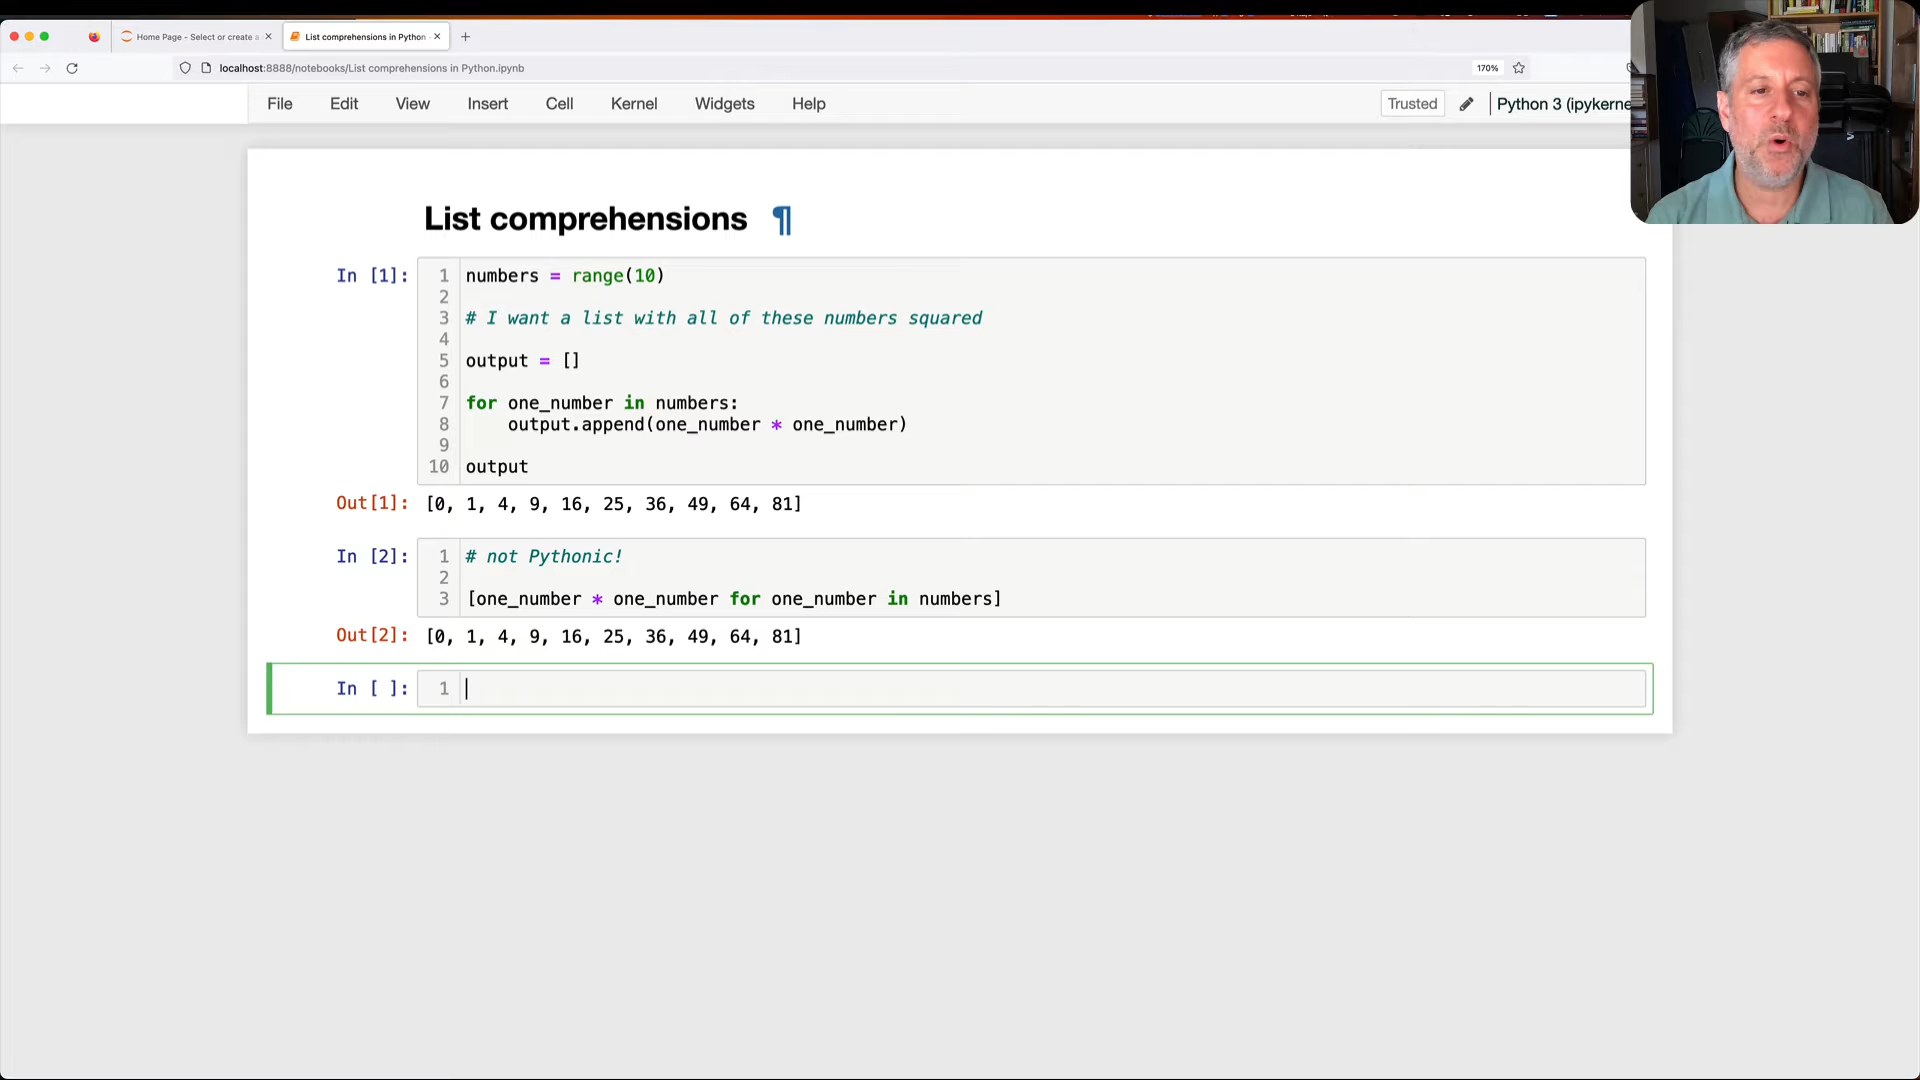 Home Page - Select or create a
List comprehensions in Python -
localhost:8888/notebooks/List comprehensions in Python.ipynb
170%
File Edit View Insert Cell Kernel Widgets Help
Trusted
Python 3 (ipykerne
List comprehensions ¶
In [1]:
1 numbers = range(10)
2
3 # I want a list with all of these numbers squared
4
5 output = []
6
7 for one_number in numbers:
8 output.append(one_number * one_number)
9
10 output
Out[1]: [0, 1, 4, 9, 16, 25, 36, 49, 64, 81]
In [2]:
1 # not Pythonic!
2
3 [one_number * one_number for one_number in numbers]
Out[2]: [0, 1, 4, 9, 16, 25, 36, 49, 64, 81]
In [ ]: 1